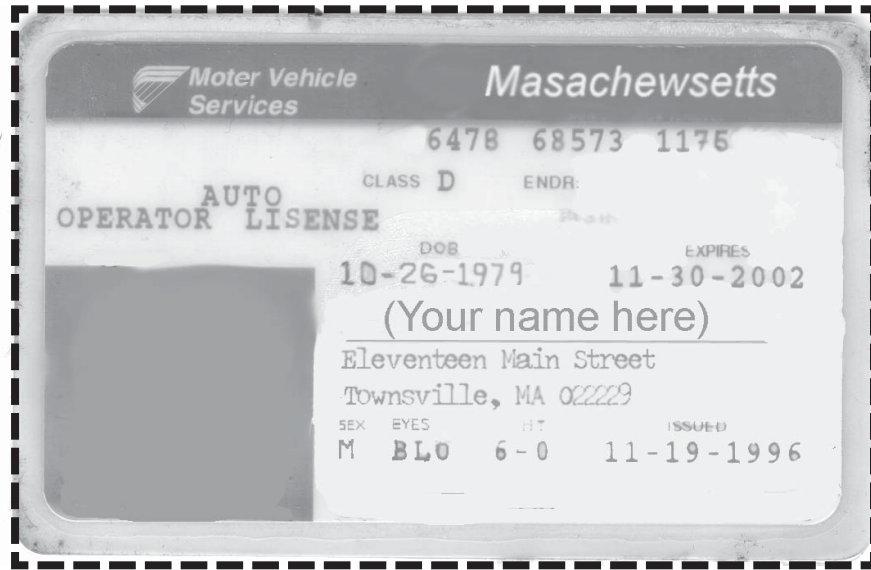 Moter Vehicle
Services
Masachewsetts
6478 68573 1176
CLASS D ENDR:
AUTO
OPERATOR LISENSE
DOB EXPIRES
10-26-1979 11-30-2002
(Your name here)
Eleventeen Main Street
Townsville, MA 022229
SEX EYES HT ISSUED
M BLO 6-0 11-19-1996